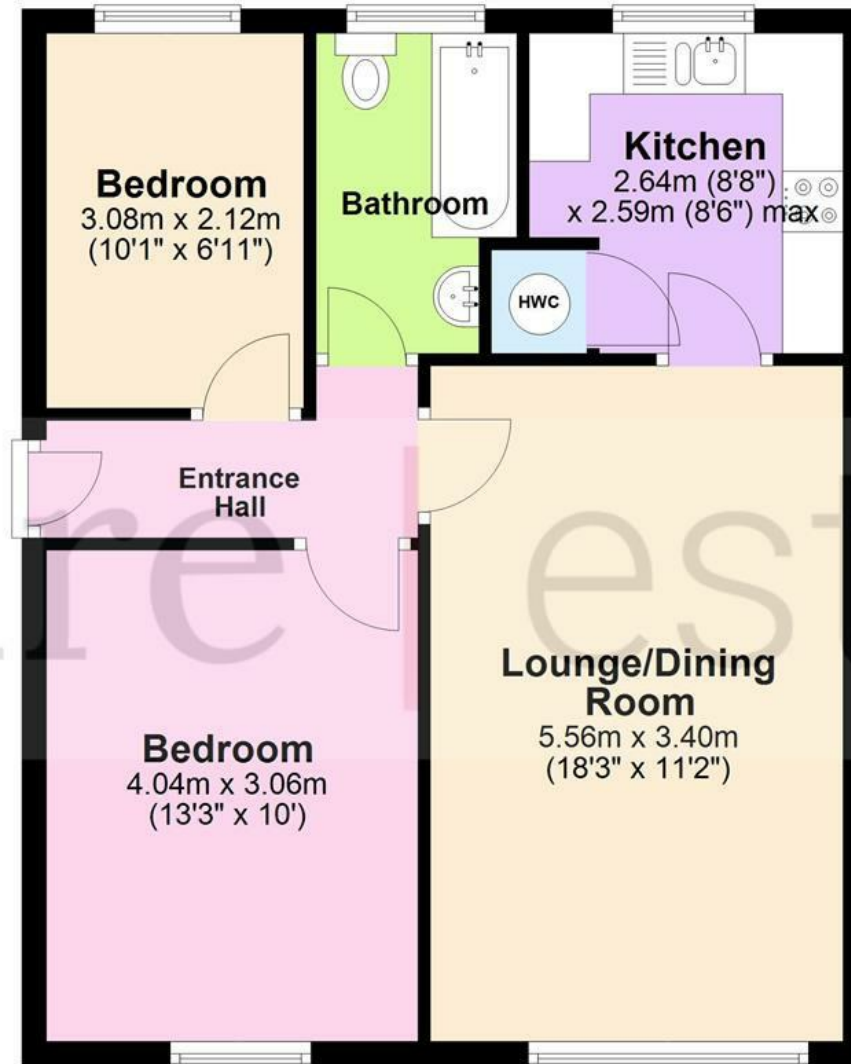 Bedroom
3.08m x 2.12m
(10'1" x 6'11")
Bathroom
Kitchen
2.64m (8'8")
x 2.59m (8'6") max
HWC
Entrance
Hall
Bedroom
4.04m x 3.06m
(13'3" x 10')
Lounge/Dining
Room
5.56m x 3.40m
(18'3" x 11'2")